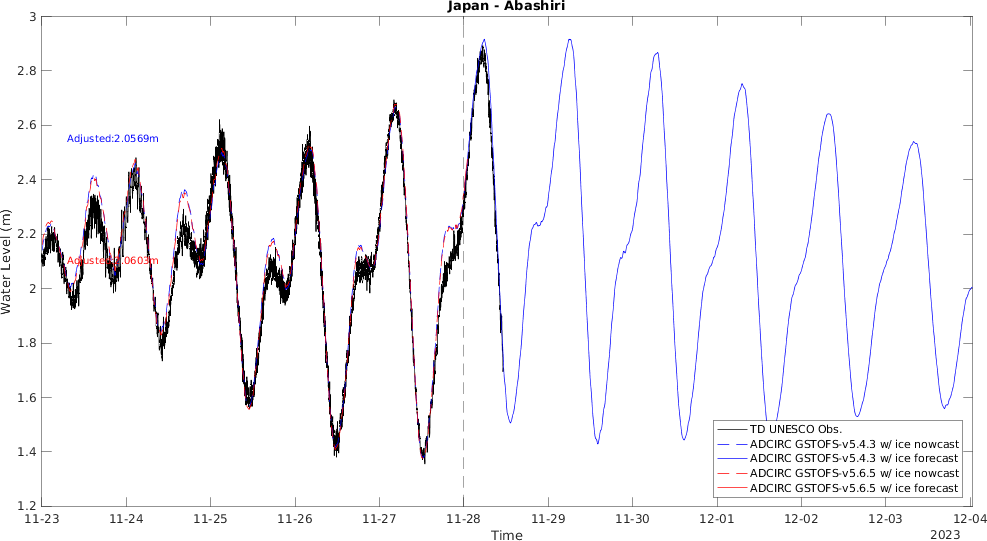 Japan - Abashiri
3
2.8
2.6
2.4
2.2
2
1.8
1.6
1.4
1.2
Water Level (m)
Adjusted:2.0569m
Adjusted:2.0603m
TD UNESCO Obs.
ADCIRC GSTOFS-v5.4.3 w/ ice nowcast
ADCIRC GSTOFS-v5.4.3 w/ ice forecast
ADCIRC GSTOFS-v5.6.5 w/ ice nowcast
ADCIRC GSTOFS-v5.6.5 w/ ice forecast
11-23 11-24 11-25 11-26 11-27 11-28 11-29 11-30 12-01 12-02 12-03 12-04
Time
2023